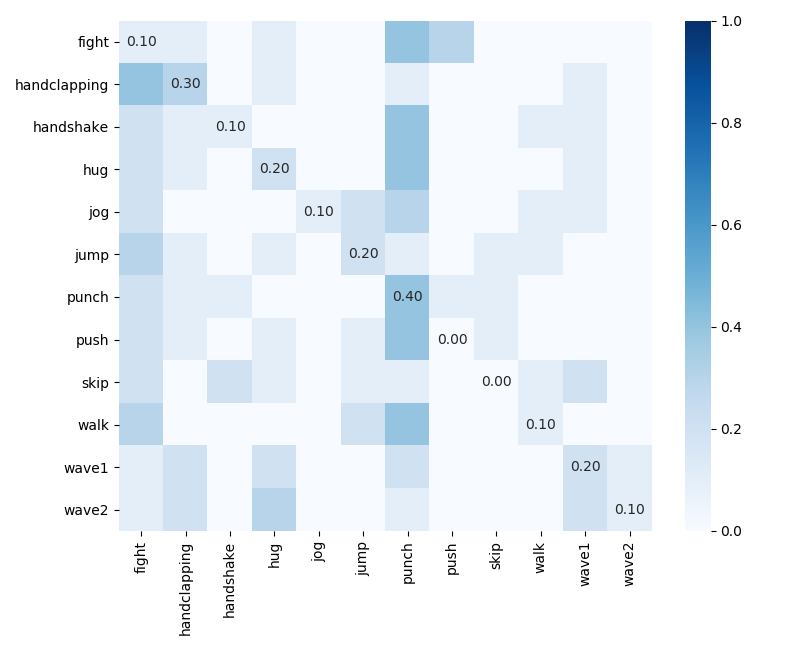 fight 0.10
handclapping 0.30
handshake 0.10
hug 0.20
jog 0.10
jump 0.20
punch 0.40
push 0.00
skip 0.00
walk 0.10
wave1 0.20
wave2 0.10
fight handclapping handshake hug jog jump punch push skip walk wave1 wave2
1.0
0.8
0.6
0.4
0.2
0.0